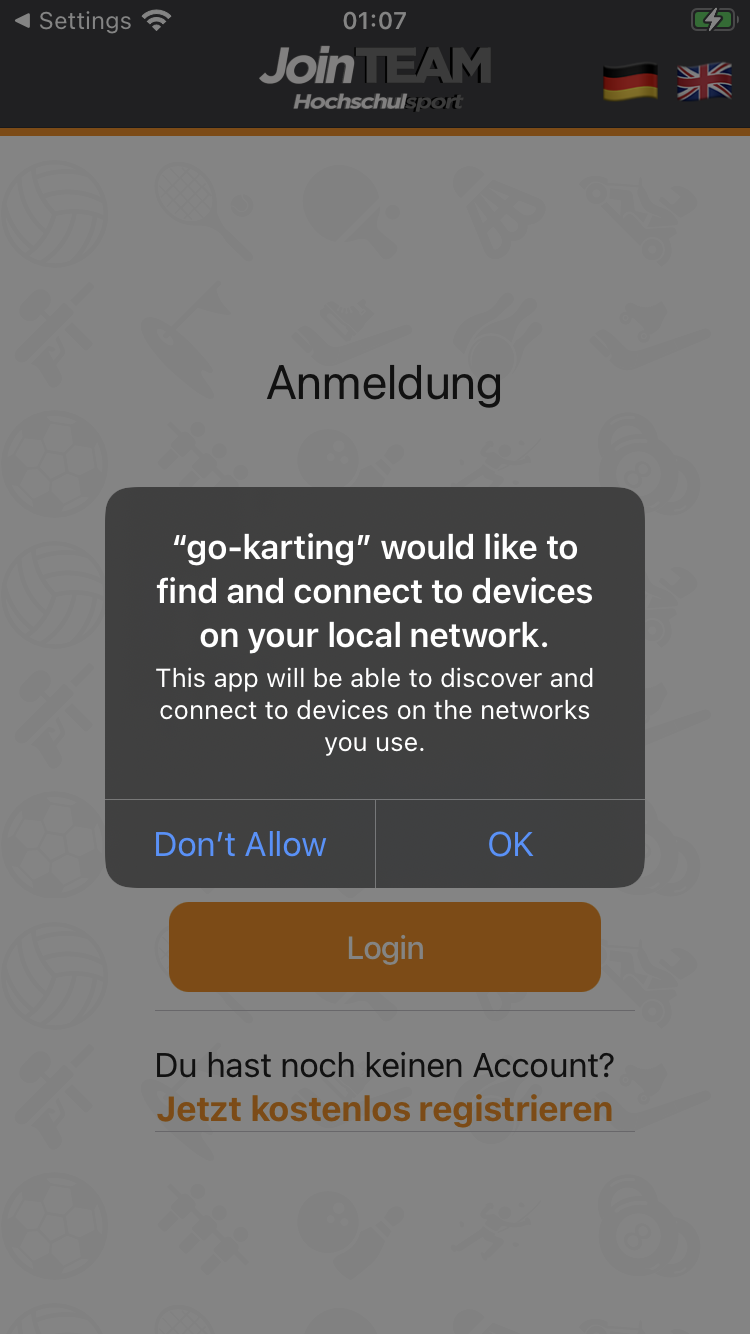 ◀ Settings 01:07
JoinTEAM
Hochschulsport
Anmeldung
“go-karting” would like to
find and connect to devices
on your local network.
This app will be able to discover and
connect to devices on the networks
you use.
Don’t Allow OK
Login
Du hast noch keinen Account?
Jetzt kostenlos registrieren